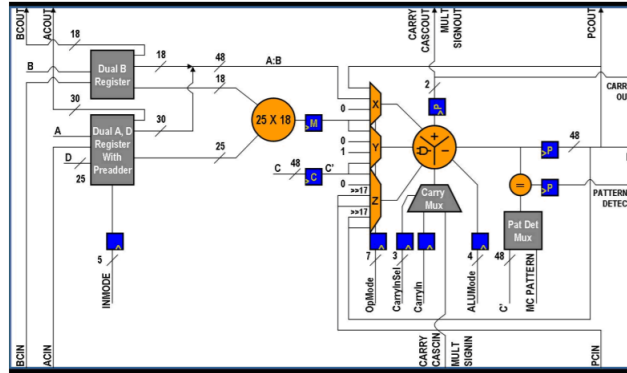 BCOUT
ACOUT
CARRY
CASCOUT
MULT
SIGNOUT
PCOUT
18
18
48
A:B
B
Dual B
Register
18
2
CARRY
OU
30
0
X
P
30
A
Dual A, D
Register
With
Preadder
25 X 18
M
D
25
25
0
1
Y
+
−
P
48
C
48
C
C'
0
>>17
Z
>>17
Carry
Mux
=
P
PATTERN
DETEC
Pat Det
Mux
5
7
3
4
48
INMODE
OpMode
CarryInSel
CarryIn
ALUMode
C'
MC PATTERN
BCIN
ACIN
CARRY
CASCIN
MULT
SIGNIN
PCIN